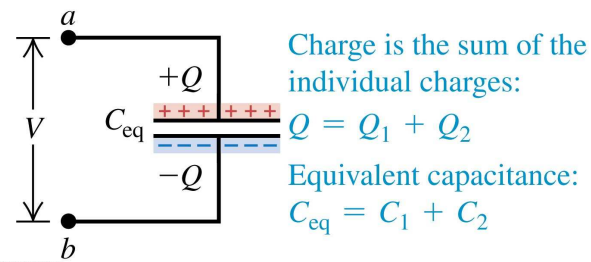 a
+Q
+ + + + + +
V
C_eq
− − − − − −
−Q
b
Charge is the sum of the
individual charges:
Q = Q₁ + Q₂
Equivalent capacitance:
C_eq = C₁ + C₂